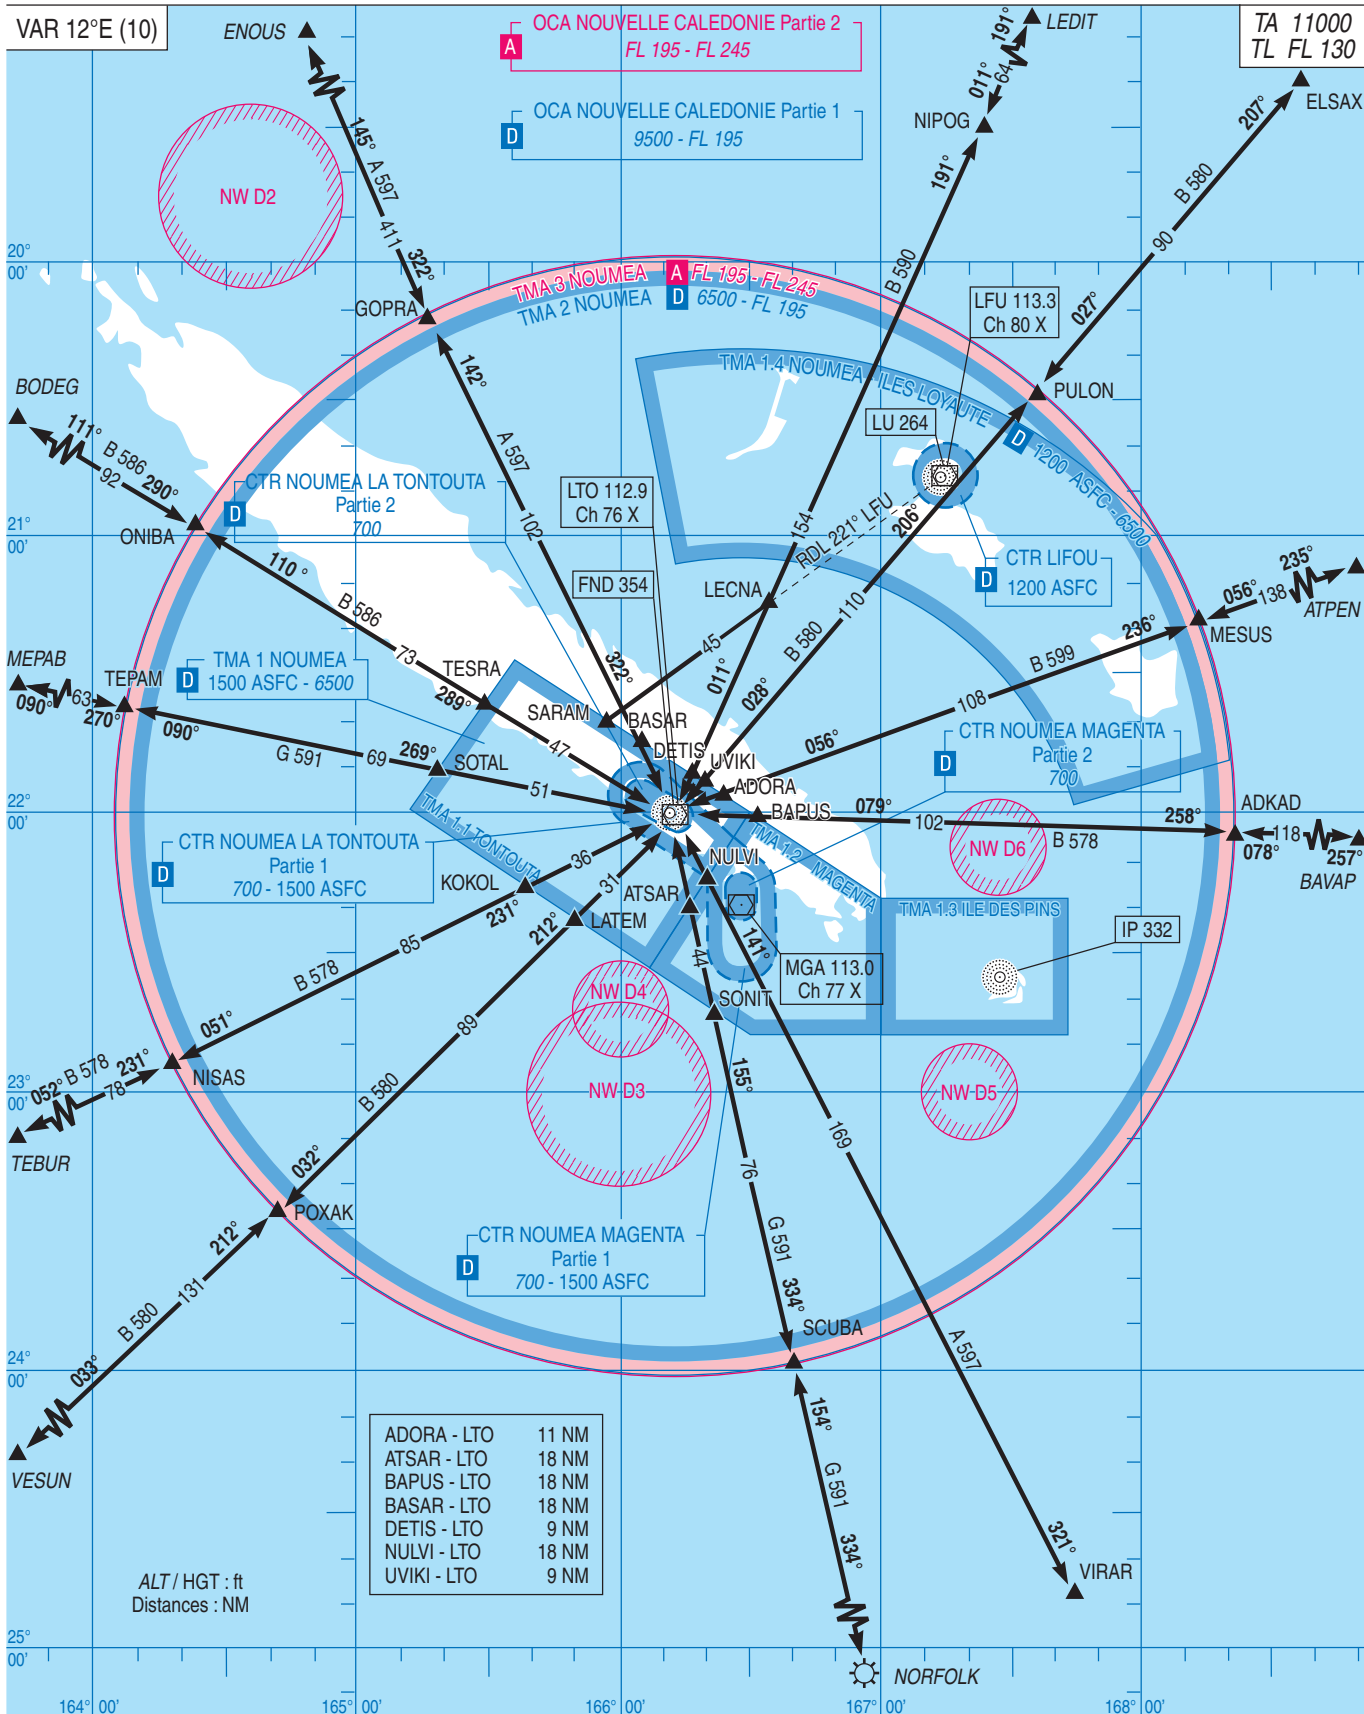 VAR 12°E (10)
ENOUS
OCA NOUVELLE CALEDONIE Partie 2
A
FL 195 - FL 245
OCA NOUVELLE CALEDONIE Partie 1
D
9500 - FL 195
191°
LEDIT
011°
64
NIPOG
191°
TA 11000
TL FL 130
ELSAX
207°
B 580
90
027°
PULON
145°
A 597
411
322°
GOPRA
NW D2
20°
00'
TMA 3 NOUMEA
A
FL 195 - FL 245
TMA 2 NOUMEA
D
6500 - FL 195
B 590
LFU 113.3
Ch 80 X
LU 264
TMA 1.4 NOUMEA - ILES LOYAUTE
D
1200 ASFC - 6500
142°
A 597
102
322°
BODEG
111°
B 586
92
290°
ONIBA
CTR NOUMEA LA TONTOUTA
Partie 2
D
700
LTO 112.9
Ch 76 X
FND 354
154
RDL 221° LFU
206°
CTR LIFOU
D
1200 ASFC
21°
00'
110°
B 586
73
289°
TESRA
47
LECNA
45
011°
B 580
110
028°
235°
ATPEN
138
056°
MESUS
236°
B 599
108
056°
MEPAB
090°
63
270°
TEPAM
TMA 1 NOUMEA
D
1500 ASFC - 6500
090°
G 591
69
269°
SOTAL
51
SARAM
BASAR
DETIS
UVIKI
ADORA
BAPUS
CTR NOUMEA MAGENTA
Partie 2
D
700
079°
102
B 578
258°
ADKAD
078°
118
257°
BAVAP
22°
00'
TMA 1.1 TONTOUTA
TMA 1.2 MAGENTA
TMA 1.3 ILE DES PINS
NW D6
IP 332
CTR NOUMEA LA TONTOUTA
Partie 1
D
700 - 1500 ASFC
36
KOKOL
231°
31
212°
LATEM
ATSAR
NULVI
141°
MGA 113.0
Ch 77 X
44
SONIT
155°
85
B 578
051°
NISAS
89
B 580
032°
POXAK
NW D4
NW D3
NW D5
052°
B 578
78
231°
TEBUR
23°
00'
212°
131
B 580
033°
VESUN
CTR NOUMEA MAGENTA
Partie 1
D
700 - 1500 ASFC
76
G 591
334°
SCUBA
169
A 597
321°
VIRAR
24°
00'
154°
G 591
334°
NORFOLK
ADORA - LTO 11 NM
ATSAR - LTO 18 NM
BAPUS - LTO 18 NM
BASAR - LTO 18 NM
DETIS - LTO 9 NM
NULVI - LTO 18 NM
UVIKI - LTO 9 NM
ALT / HGT : ft
Distances : NM
25°
00'
164° 00'
165° 00'
166° 00'
167° 00'
168° 00'